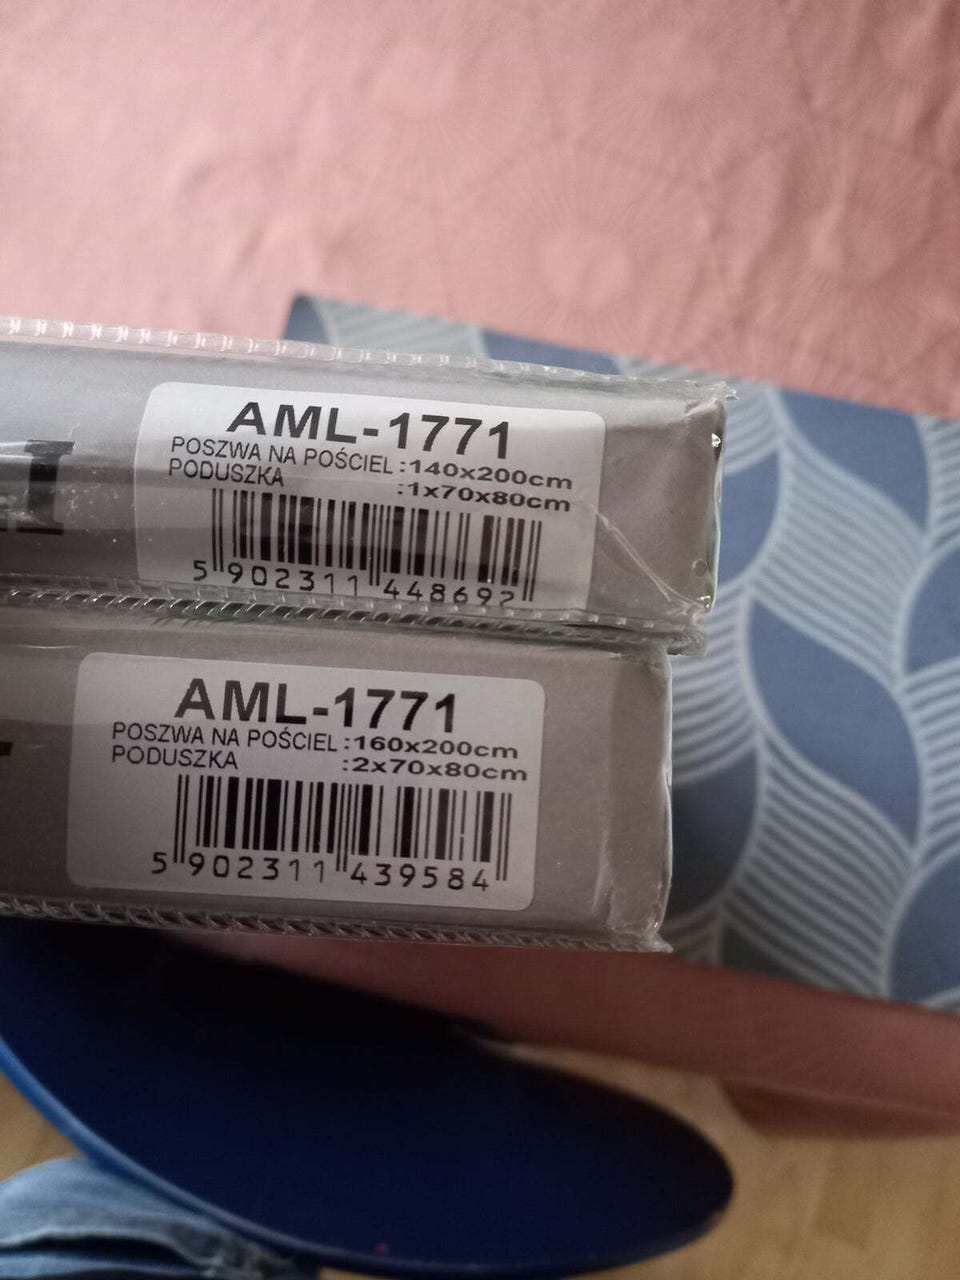 AML-1771
POSZWA NA POŚCIEL :140x200cm
PODUSZKA :1x70x80cm
5 902311 448692
AML-1771
POSZWA NA POŚCIEL :160x200cm
PODUSZKA :2x70x80cm
5 902311 439584